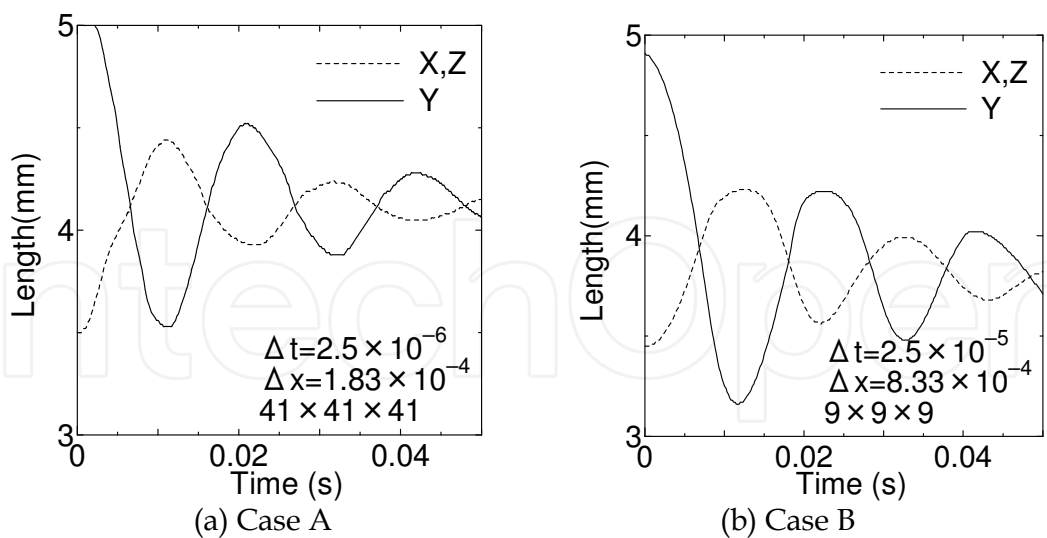 5
4
3
Length(mm)
X,Z
Y
Δt=2.5×10⁻⁶
Δx=1.83×10⁻⁴
41×41×41
0
0.02
0.04
Time (s)
(a) Case A
5
4
3
Length(mm)
X,Z
Y
Δt=2.5×10⁻⁵
Δx=8.33×10⁻⁴
9×9×9
0
0.02
0.04
Time (s)
(b) Case B
ntechOpen